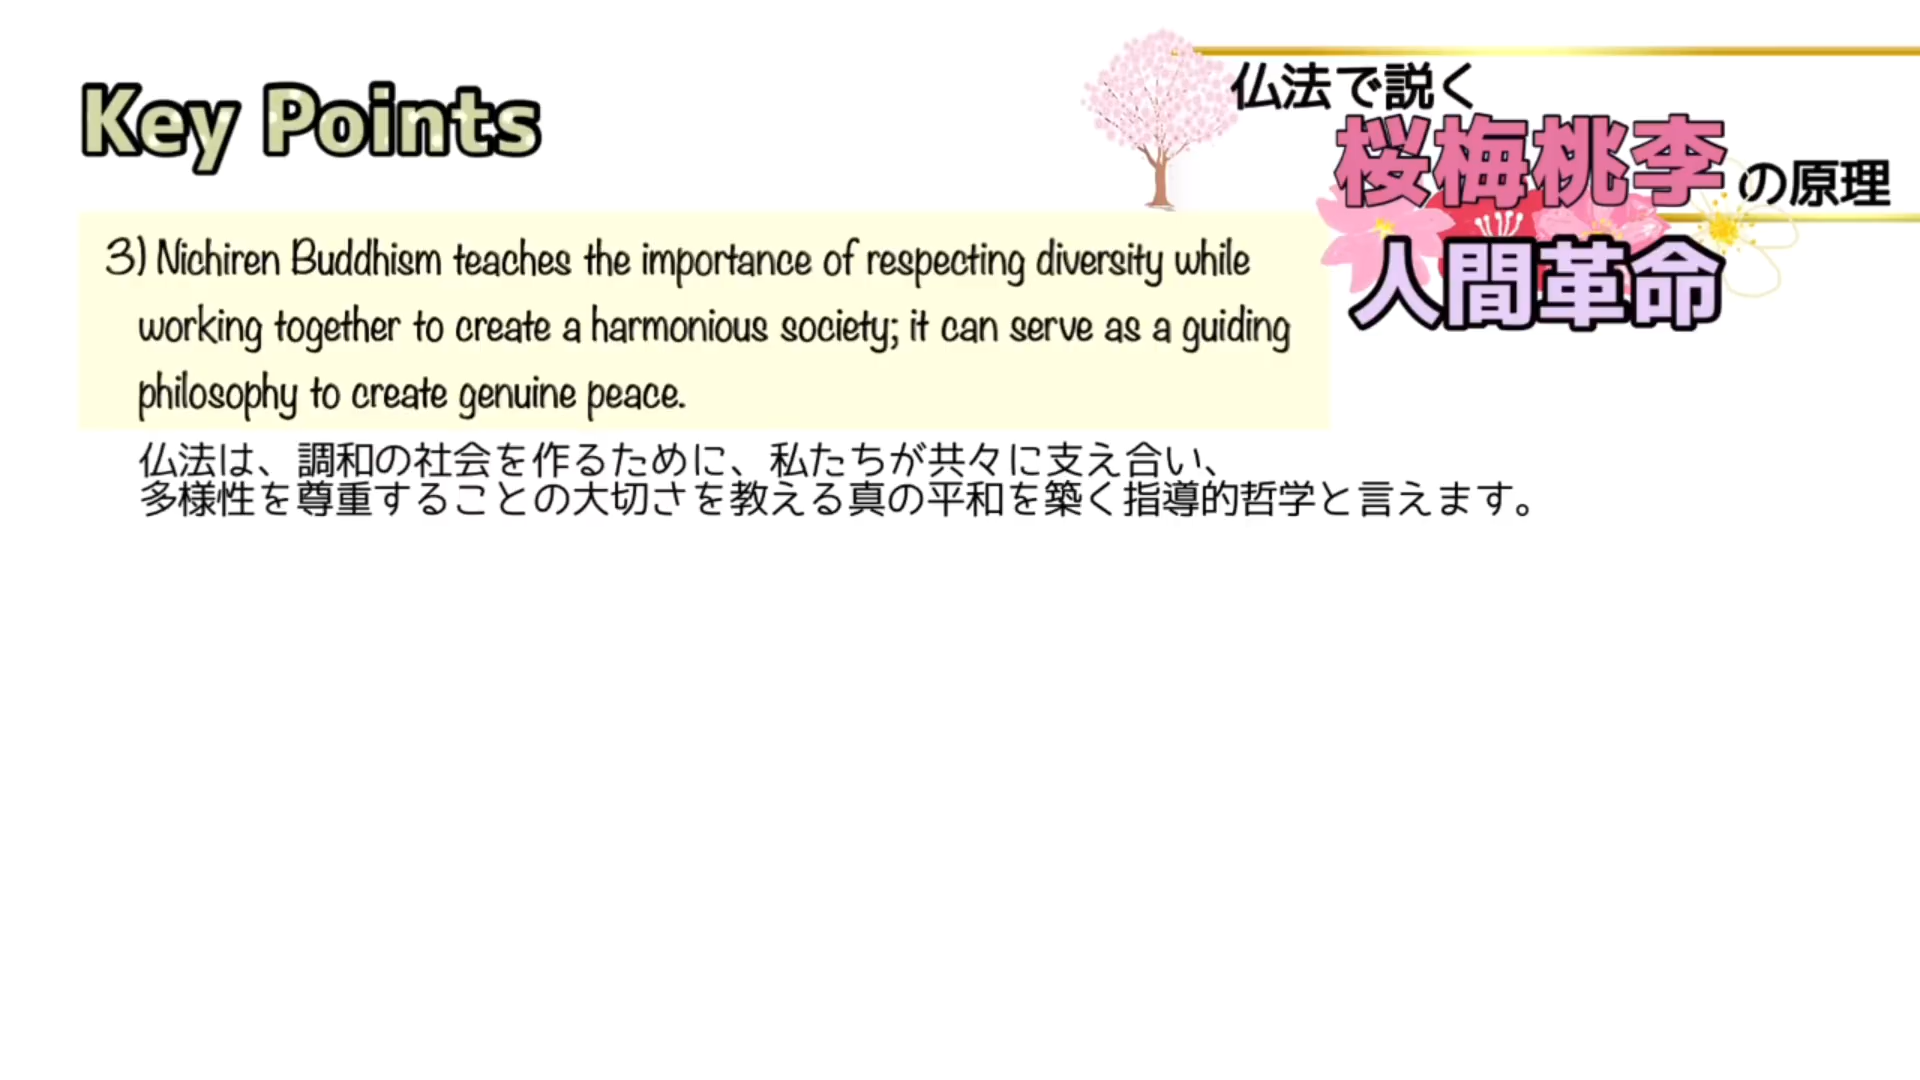 Key Points
仏法で説く
桜梅桃李の原理
人間革命
3) Nichiren Buddhism teaches the importance of respecting diversity while
working together to create a harmonious society; it can serve as a guiding
philosophy to create genuine peace.
仏法は、調和の社会を作るために、私たちが共々に支え合い、
多様性を尊重することの大切さを教える真の平和を築く指導的哲学と言えます。